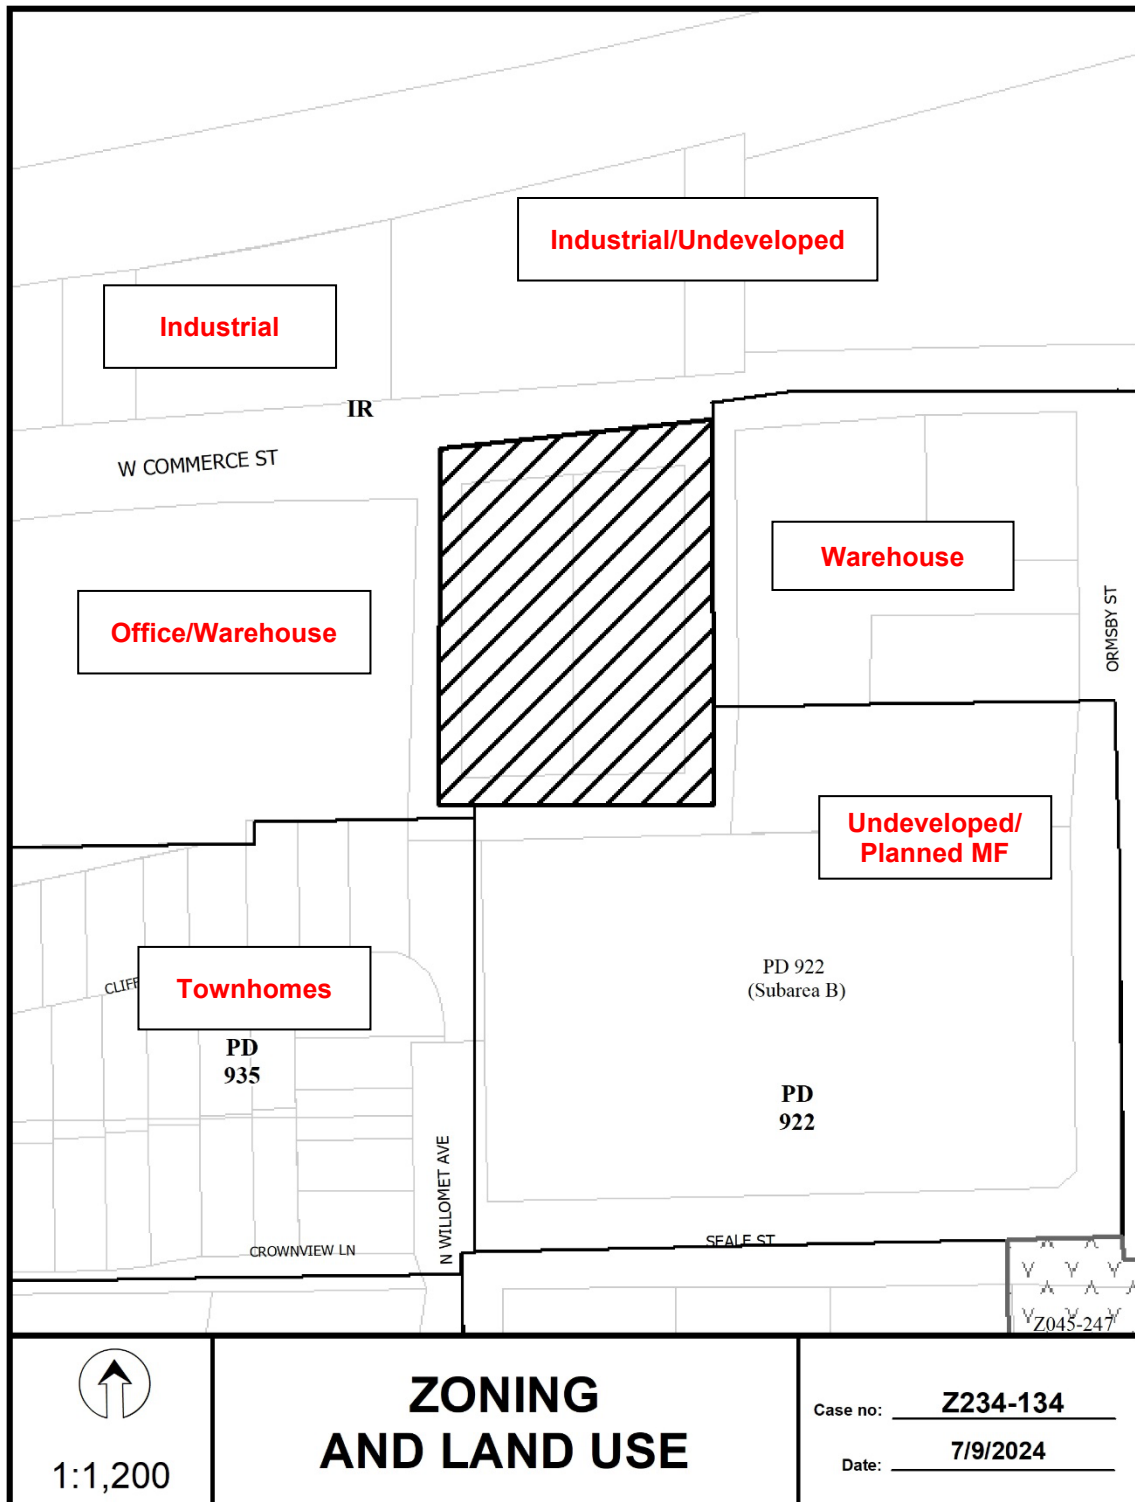 Industrial/Undeveloped
Industrial
IR
W COMMERCE ST
Warehouse
Office/Warehouse
ORMSBY ST
Undeveloped/
Planned MF
PD 922
(Subarea B)
CLIFF
Townhomes
PD
935
PD
922
N WILLOMET AVE
CROWNVIEW LN
SEALE ST
Z045-247
1:1,200
ZONING
AND LAND USE
Case no: Z234-134
Date: 7/9/2024